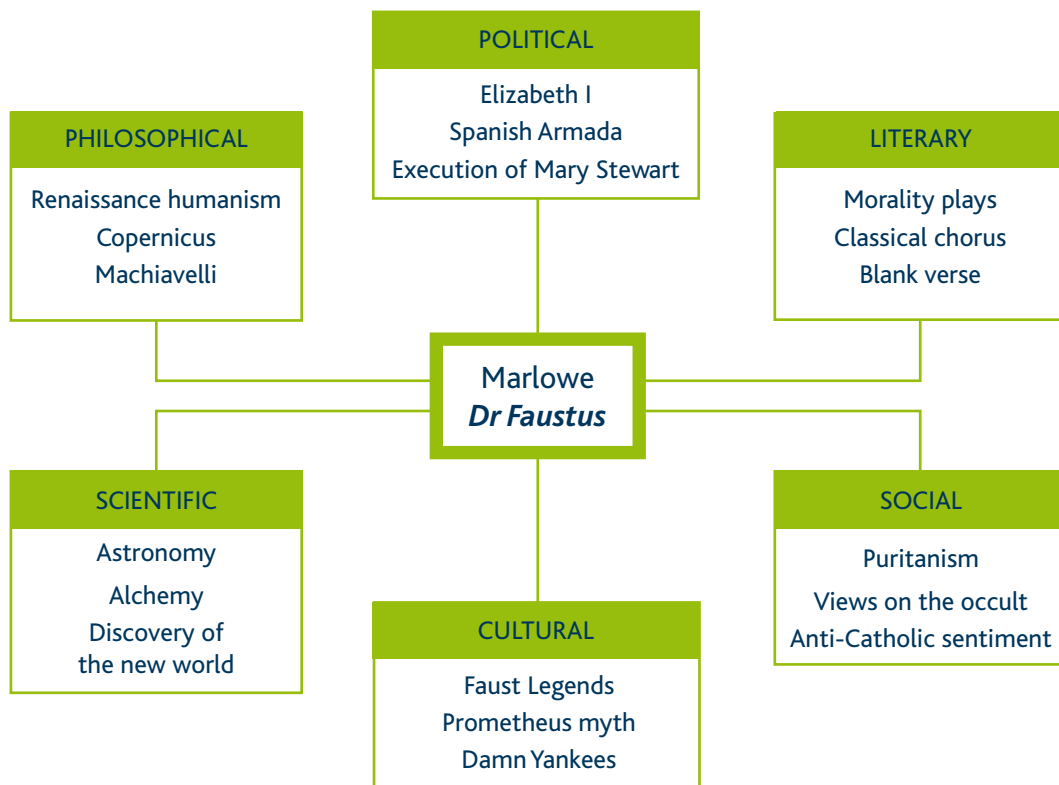 POLITICAL
Elizabeth I
Spanish Armada
Execution of Mary Stewart
PHILOSOPHICAL
Renaissance humanism
Copernicus
Machiavelli
LITERARY
Morality plays
Classical chorus
Blank verse
Marlowe
Dr Faustus
SCIENTIFIC
Astronomy
Alchemy
Discovery of
the new world
CULTURAL
Faust Legends
Prometheus myth
Damn Yankees
SOCIAL
Puritanism
Views on the occult
Anti-Catholic sentiment